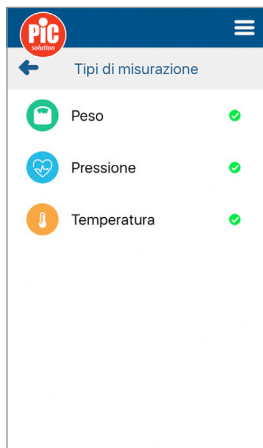 PiC
solution
Tipi di misurazione
Peso
Pressione
Temperatura